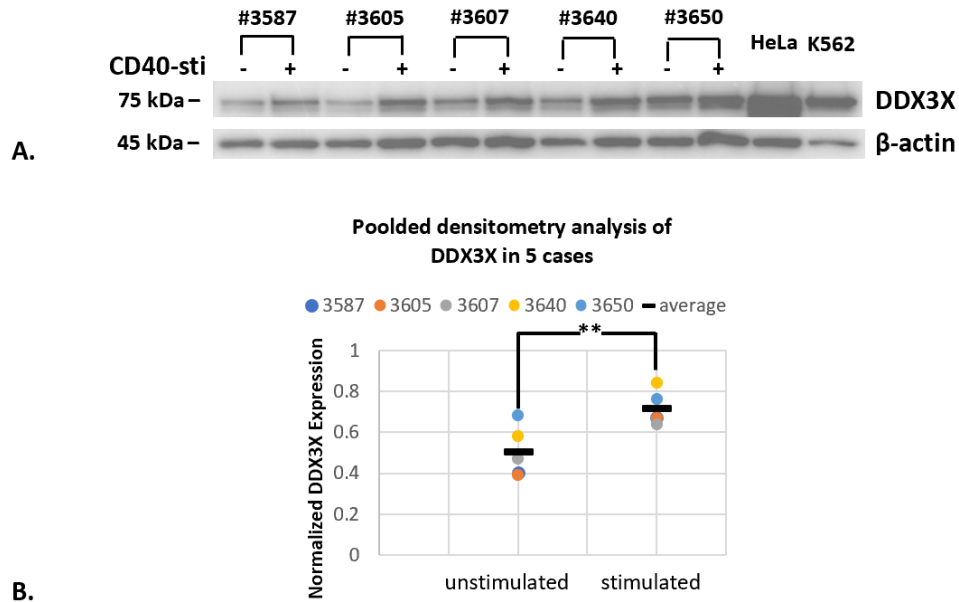 #3587 #3605 #3607 #3640 #3650 HeLa K562
CD40-sti - + - + - + - + - +
75 kDa – DDX3X
45 kDa – β-actin
A.
Poolded densitometry analysis of
DDX3X in 5 cases
3587 3605 3607 3640 3650 average
**
Normalized DDX3X Expression
1
0.8
0.6
0.4
0.2
0
unstimulated stimulated
B.